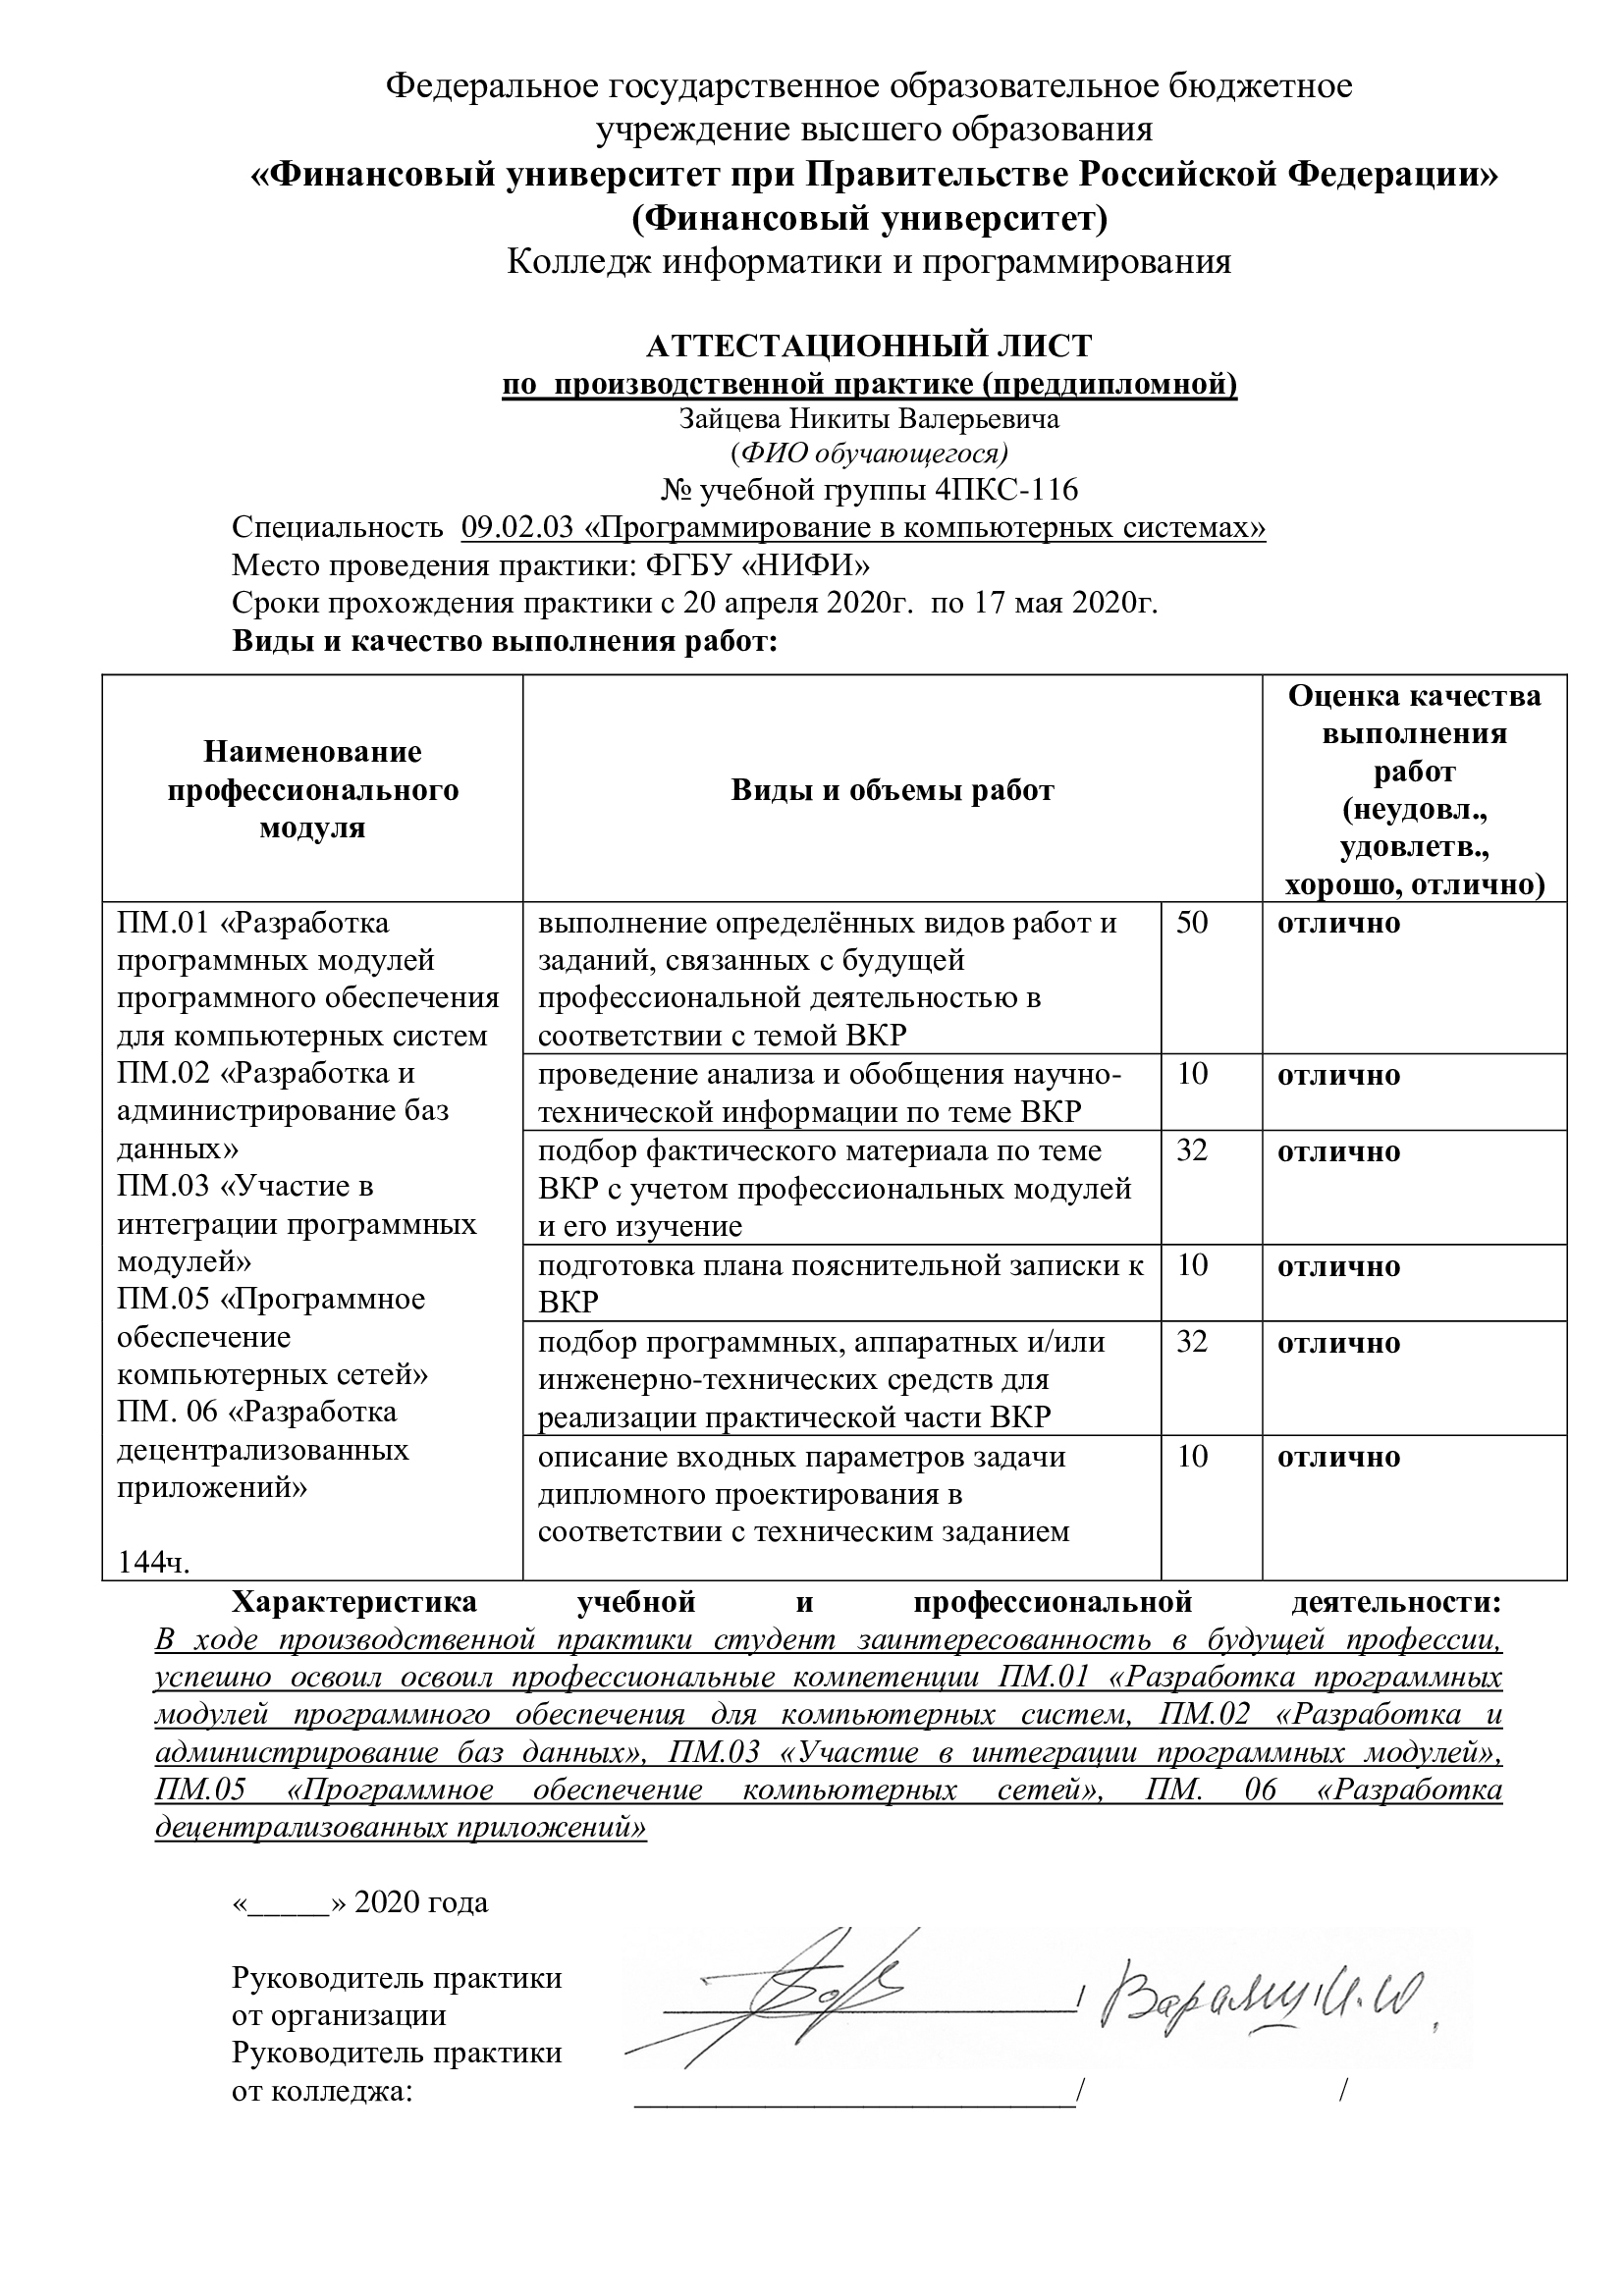 Федеральное государственное образовательное бюджетное
учреждение высшего образования
«Финансовый университет при Правительстве Российской Федерации»
(Финансовый университет)
Колледж информатики и программирования
АТТЕСТАЦИОННЫЙ ЛИСТ
по производственной практике (преддипломной)
Зайцева Никиты Валерьевича
(ФИО обучающегося)
№ учебной группы 4ПКС-116
Специальность 09.02.03 «Программирование в компьютерных системах»
Место проведения практики: ФГБУ «НИФИ»
Сроки прохождения практики с 20 апреля 2020г. по 17 мая 2020г.
Виды и качество выполнения работ:
Наименование
профессионального
модуля
Виды и объемы работ
Оценка качества
выполнения
работ
(неудовл.,
удовлетв.,
хорошо, отлично)
ПМ.01 «Разработка
программных модулей
программного обеспечения
для компьютерных систем
ПМ.02 «Разработка и
администрирование баз
данных»
ПМ.03 «Участие в
интеграции программных
модулей»
ПМ.05 «Программное
обеспечение
компьютерных сетей»
ПМ. 06 «Разработка
децентрализованных
приложений»
144ч.
выполнение определённых видов работ и
заданий, связанных с будущей
профессиональной деятельностью в
соответствии с темой ВКР
50
отлично
проведение анализа и обобщения научно-
технической информации по теме ВКР
10
отлично
подбор фактического материала по теме
ВКР с учетом профессиональных модулей
и его изучение
32
отлично
подготовка плана пояснительной записки к
ВКР
10
отлично
подбор программных, аппаратных и/или
инженерно-технических средств для
реализации практической части ВКР
32
отлично
описание входных параметров задачи
дипломного проектирования в
соответствии с техническим заданием
10
отлично
Характеристика учебной и профессиональной деятельности:
В ходе производственной практики студент заинтересованность в будущей профессии,
успешно освоил освоил профессиональные компетенции ПМ.01 «Разработка программных
модулей программного обеспечения для компьютерных систем, ПМ.02 «Разработка и
администрирование баз данных», ПМ.03 «Участие в интеграции программных модулей»,
ПМ.05 «Программное обеспечение компьютерных сетей», ПМ. 06 «Разработка
децентрализованных приложений»
«_____» 2020 года
Руководитель практики
от организации /
Руководитель практики
от колледжа: ___________________________/ /